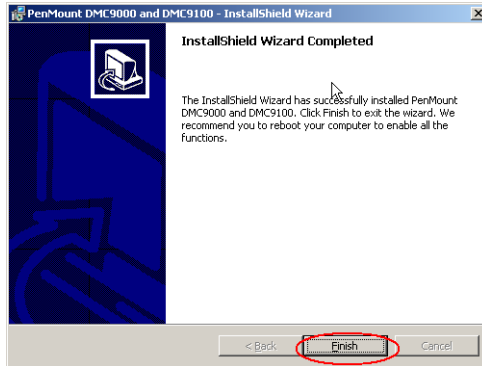 PenMount DMC9000 and DMC9100 - InstallShield Wizard
InstallShield Wizard Completed
The InstallShield Wizard has successfully installed PenMount
DMC9000 and DMC9100. Click Finish to exit the wizard. We
recommend you to reboot your computer to enable all the
functions.
< Back
Finish
Cancel